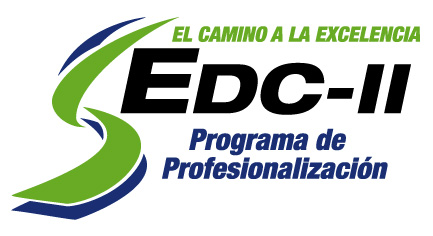 EL CAMINO A LA EXCELENCIA
EDC-II
Programa de
Profesionalización